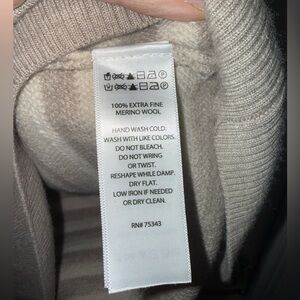 100% EXTRA FINE
MERINO WOOL
HAND WASH COLD.
WASH WITH LIKE COLORS.
DO NOT BLEACH.
DO NOT WRING
OR TWIST.
RESHAPE WHILE DAMP.
DRY FLAT.
LOW IRON IF NEEDED
OR DRY CLEAN.
RN# 75343